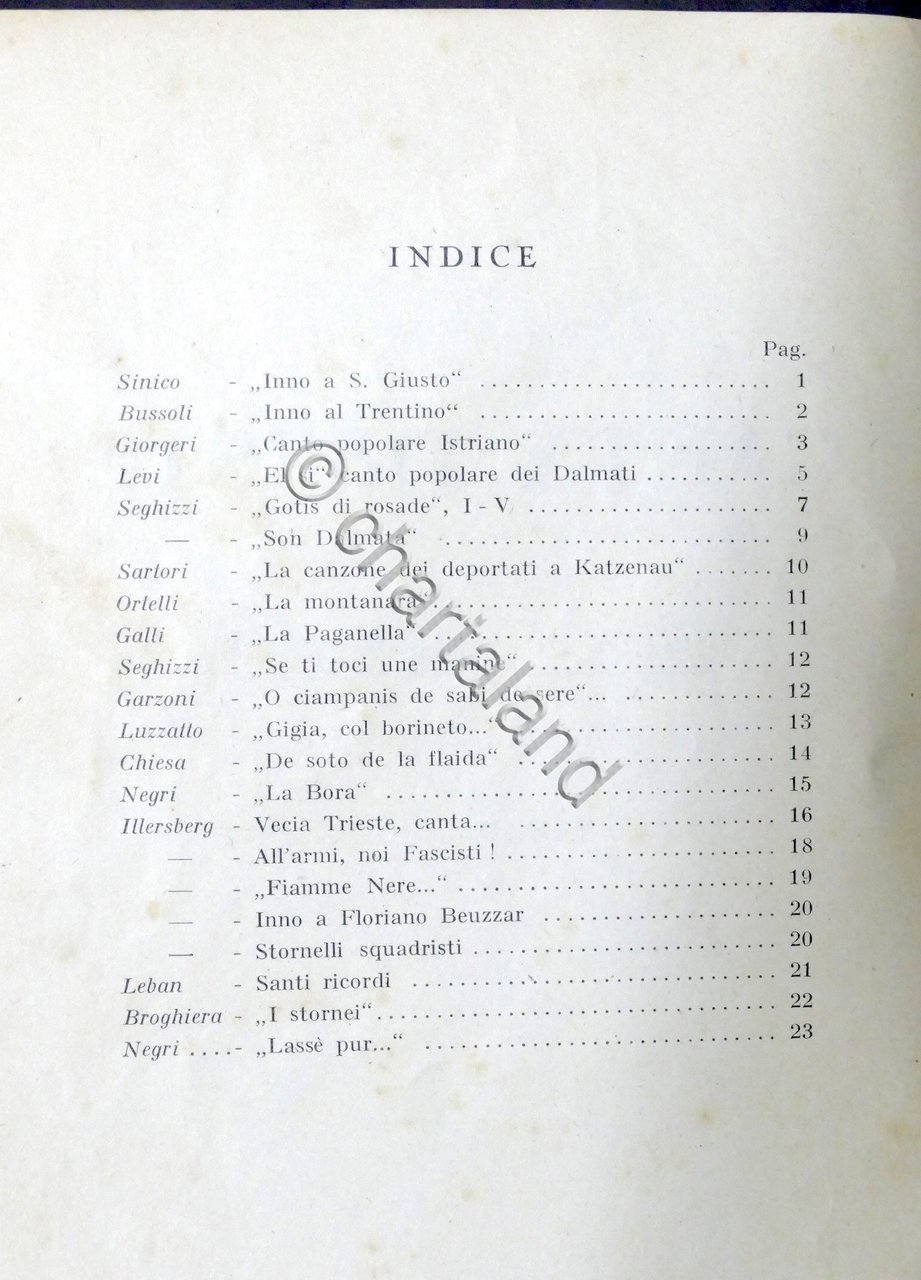 INDICE
Pag.
Sinico - „Inno a S. Giusto“ ........................ 1
Bussoli - „Inno al Trentino“ ........................ 2
Giorgeri - „Canto popolare Istriano“ .................. 3
Levi - „El si“ canto popolare dei Dalmati ........... 5
Seghizzi - „Gotis di rosade“, I - V .................... 7
— - „Son Dalmata“ ........................... 9
Sartori - „La canzone dei deportati a Katzenau“ ....... 10
Ortelli - „La montanara“ ............................ 11
Galli - „La Paganella“ ............................ 11
Seghizzi - „Se ti toci une manine“ .................... 12
Garzoni - „O ciampanis de sabi de sere“... ............ 12
Luzzatto - „Gigia, col borineto...“ .................... 13
Chiesa - „De soto de la flaida“ ..................... 14
Negri - „La Bora“ ................................ 15
Illersberg - Vecia Trieste, canta... ..................... 16
— - All'armi, noi Fascisti ! ....................... 18
— - „Fiamme Nere...“ ........................... 19
— - Inno a Floriano Beuzzar .................... 20
— - Stornelli squadristi .......................... 20
Leban - Santi ricordi ............................... 21
Broghiera - „I stornei“ .................................. 22
Negri ....- „Lassè pur...“ .............................. 23
© chartaland